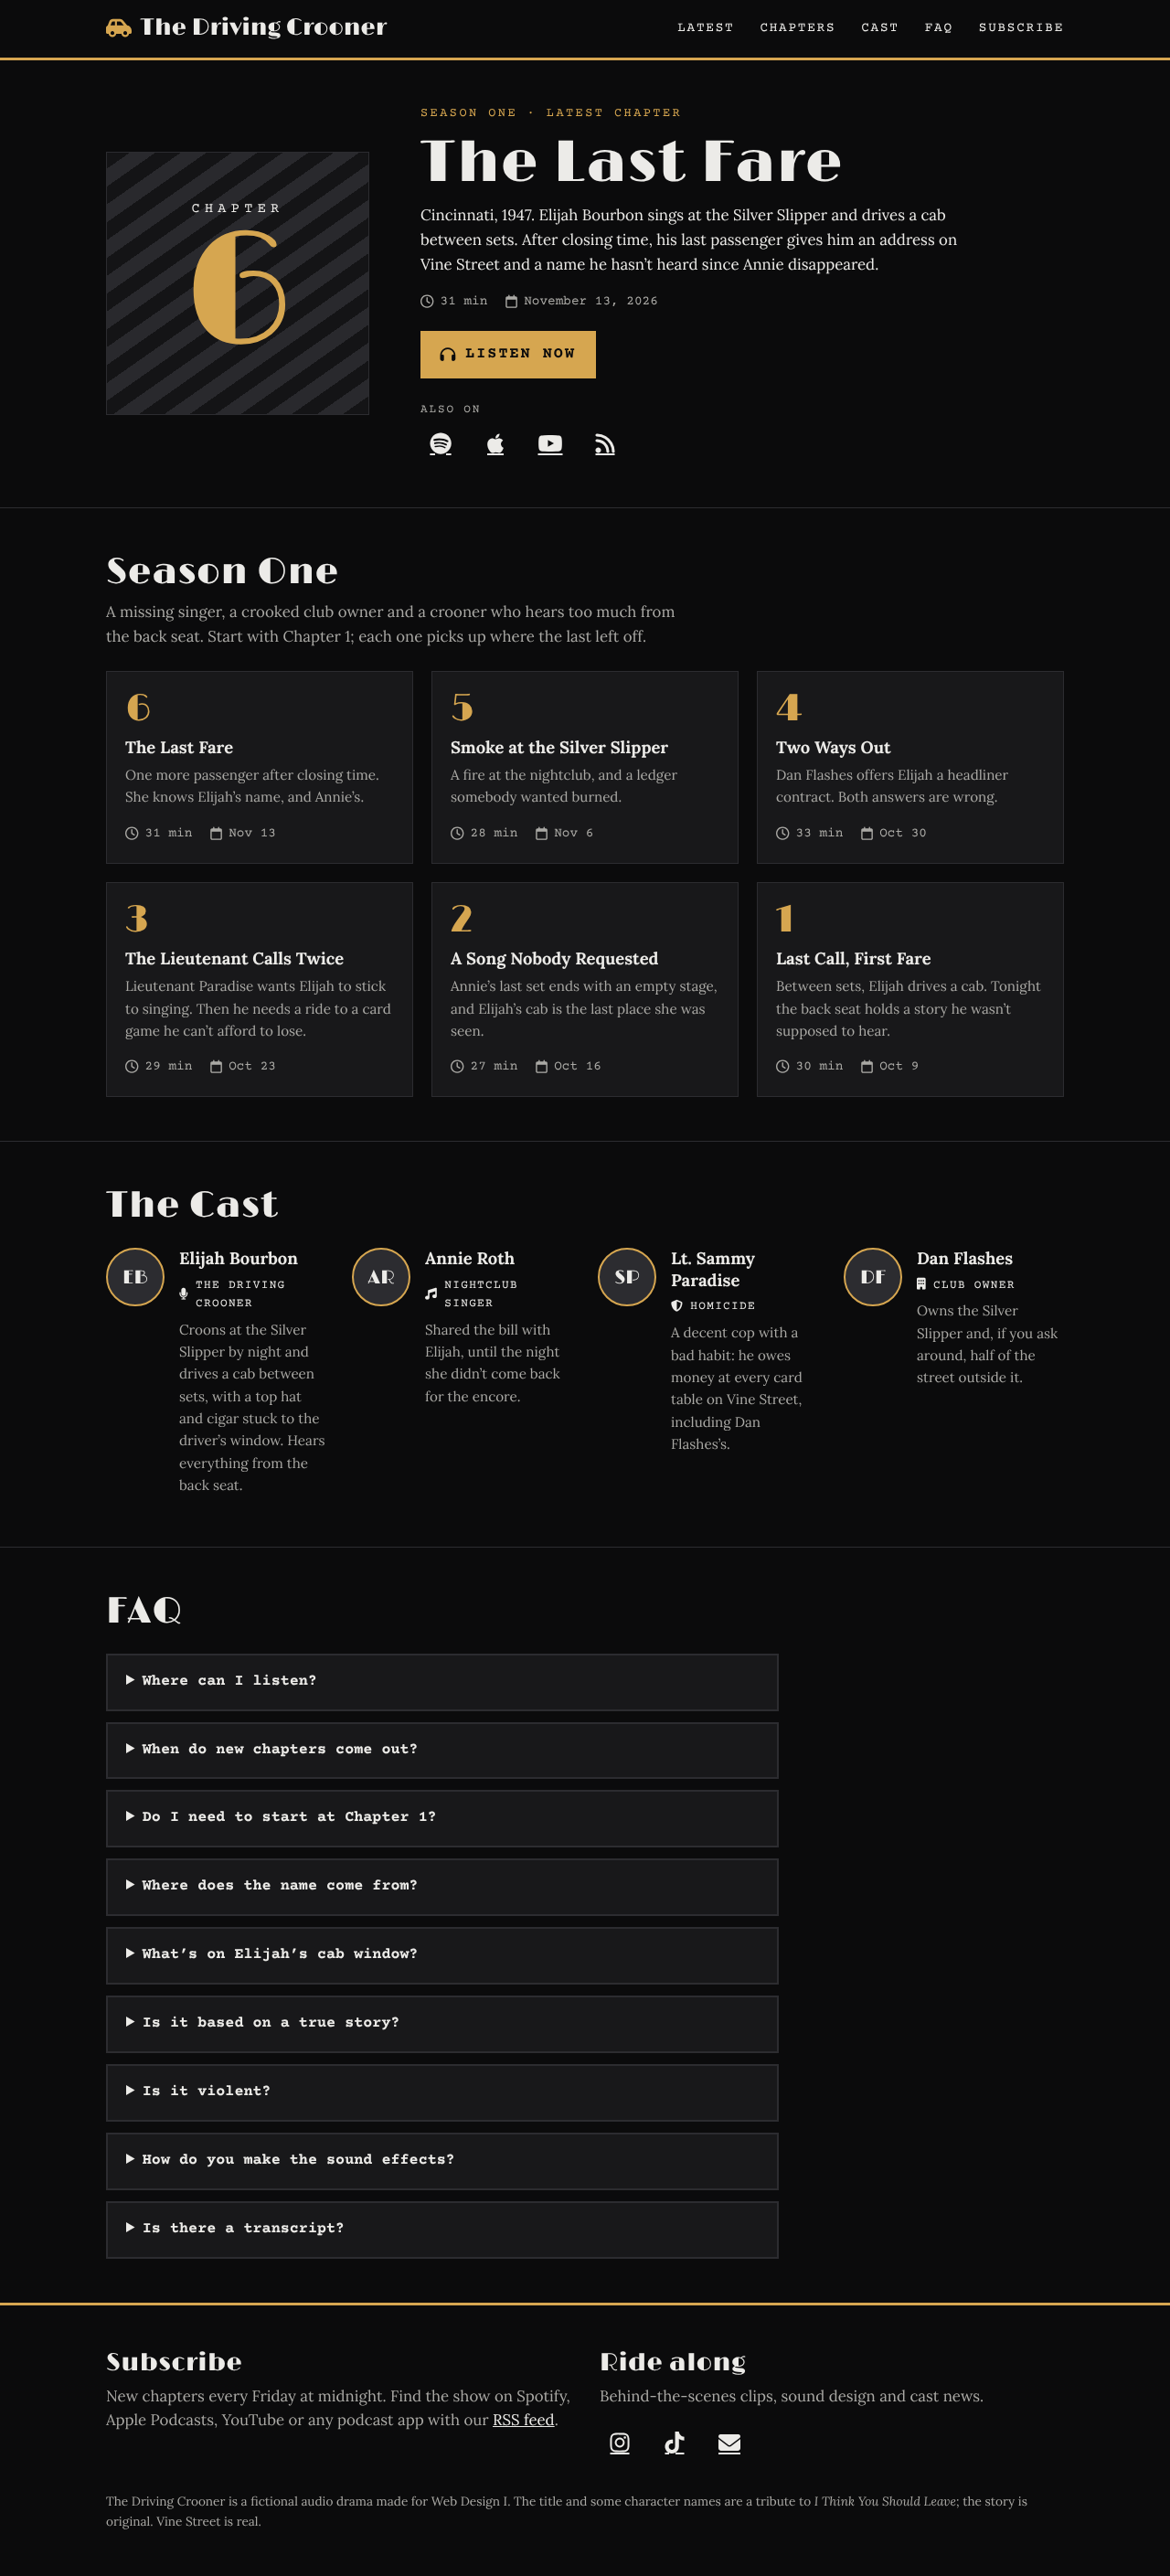 The Driving Crooner
LATEST CHAPTERS CAST FAQ SUBSCRIBE
CHAPTER
6
SEASON ONE · LATEST CHAPTER
The Last Fare
Cincinnati, 1947. Elijah Bourbon sings at the Silver Slipper and drives a cab
between sets. After closing time, his last passenger gives him an address on
Vine Street and a name he hasn’t heard since Annie disappeared.
31 min November 13, 2026
LISTEN NOW
ALSO ON
Season One
A missing singer, a crooked club owner and a crooner who hears too much from
the back seat. Start with Chapter 1; each one picks up where the last left off.
6
The Last Fare
One more passenger after closing time.
She knows Elijah’s name, and Annie’s.
31 min Nov 13
5
Smoke at the Silver Slipper
A fire at the nightclub, and a ledger
somebody wanted burned.
28 min Nov 6
4
Two Ways Out
Dan Flashes offers Elijah a headliner
contract. Both answers are wrong.
33 min Oct 30
3
The Lieutenant Calls Twice
Lieutenant Paradise wants Elijah to stick
to singing. Then he needs a ride to a card
game he can’t afford to lose.
29 min Oct 23
2
A Song Nobody Requested
Annie’s last set ends with an empty stage,
and Elijah’s cab is the last place she was
seen.
27 min Oct 16
1
Last Call, First Fare
Between sets, Elijah drives a cab. Tonight
the back seat holds a story he wasn’t
supposed to hear.
30 min Oct 9
The Cast
EB
Elijah Bourbon
THE DRIVING
CROONER
Croons at the Silver
Slipper by night and
drives a cab between
sets, with a top hat
and cigar stuck to the
driver’s window. Hears
everything from the
back seat.
AR
Annie Roth
NIGHTCLUB
SINGER
Shared the bill with
Elijah, until the night
she didn’t come back
for the encore.
SP
Lt. Sammy
Paradise
HOMICIDE
A decent cop with a
bad habit: he owes
money at every card
table on Vine Street,
including Dan
Flashes’s.
DF
Dan Flashes
CLUB OWNER
Owns the Silver
Slipper and, if you ask
around, half of the
street outside it.
FAQ
Where can I listen?
When do new chapters come out?
Do I need to start at Chapter 1?
Where does the name come from?
What’s on Elijah’s cab window?
Is it based on a true story?
Is it violent?
How do you make the sound effects?
Is there a transcript?
Subscribe
New chapters every Friday at midnight. Find the show on Spotify,
Apple Podcasts, YouTube or any podcast app with our RSS feed.
Ride along
Behind-the-scenes clips, sound design and cast news.
The Driving Crooner is a fictional audio drama made for Web Design I. The title and some character names are a tribute to I Think You Should Leave; the story is
original. Vine Street is real.